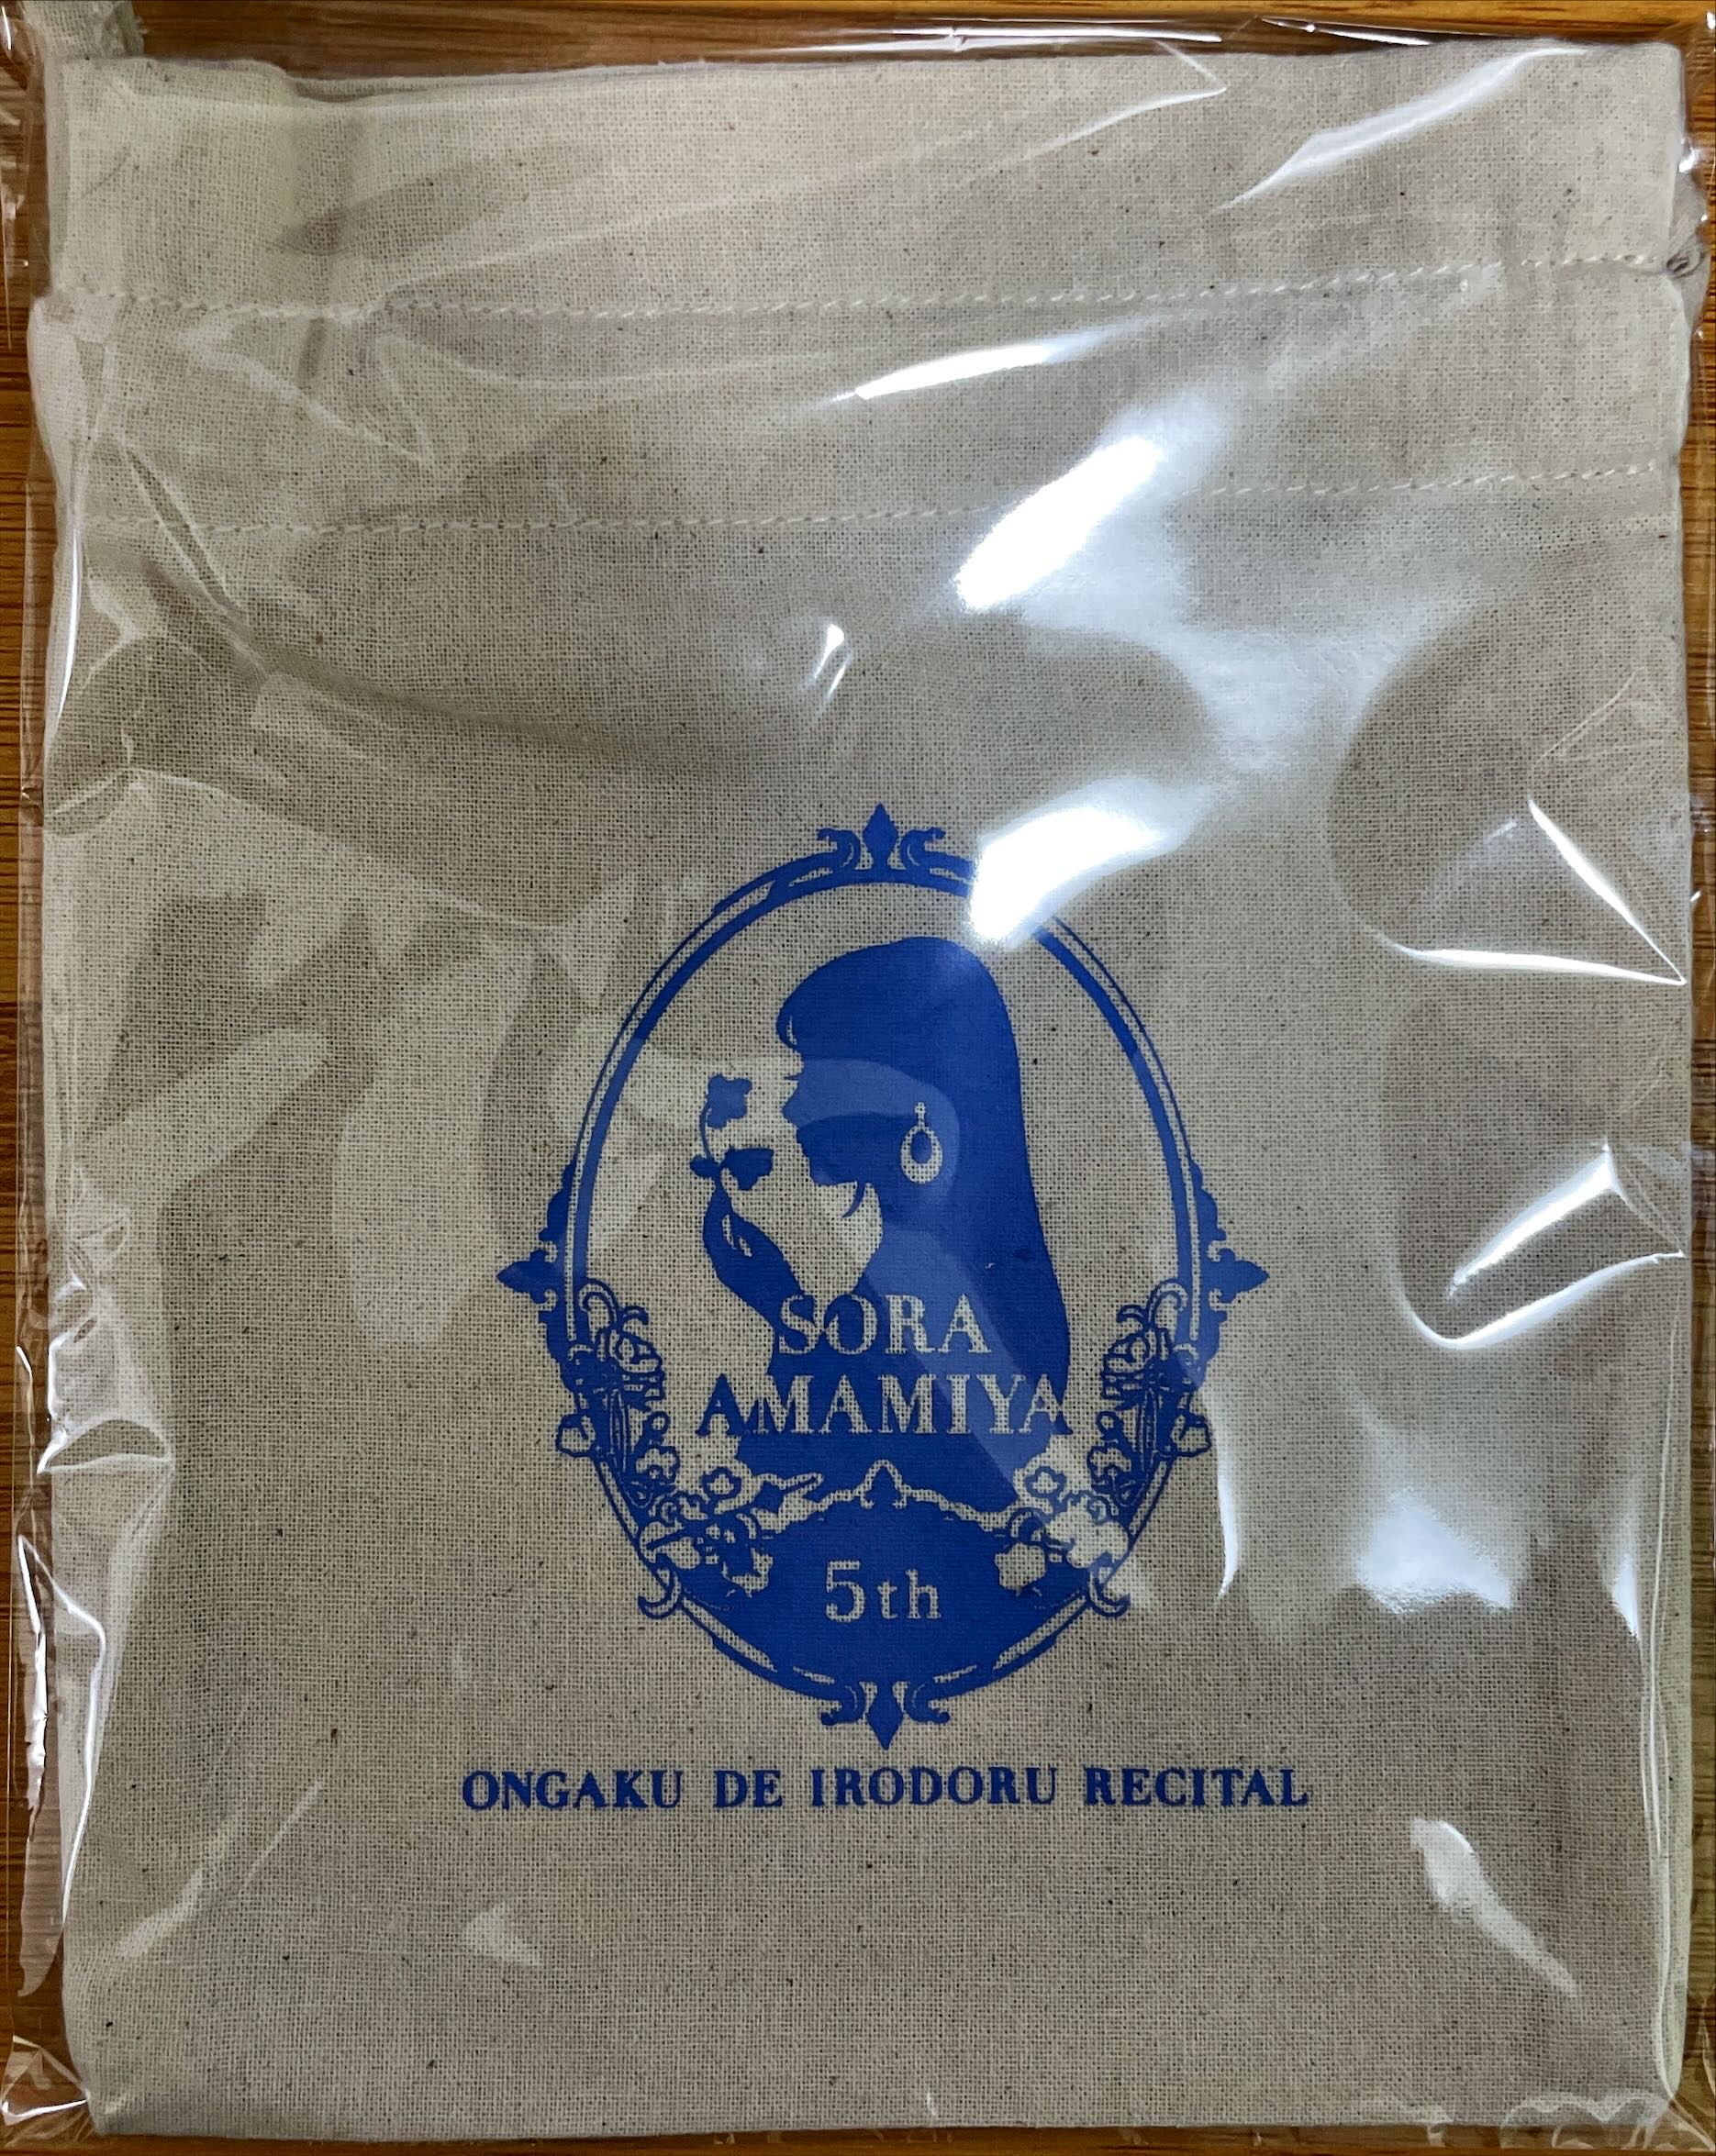 SORA
AMAMIYA
5th
ONGAKU DE IRODORU RECITAL